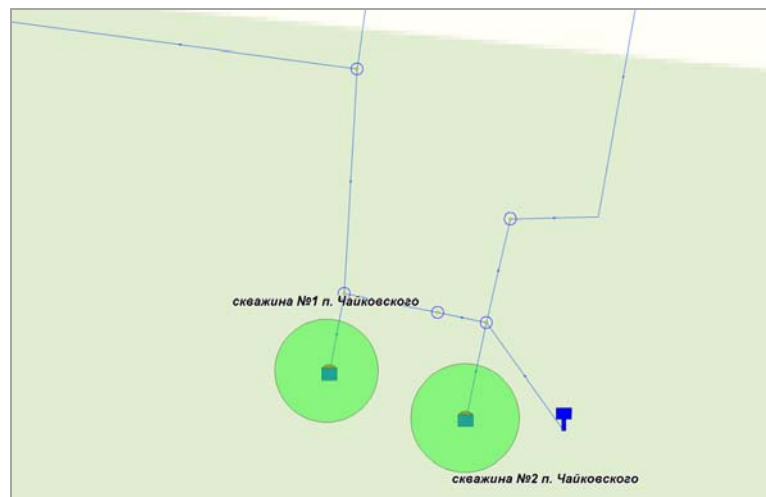 скважина №1 п. Чайковского
скважина №2 п. Чайковского